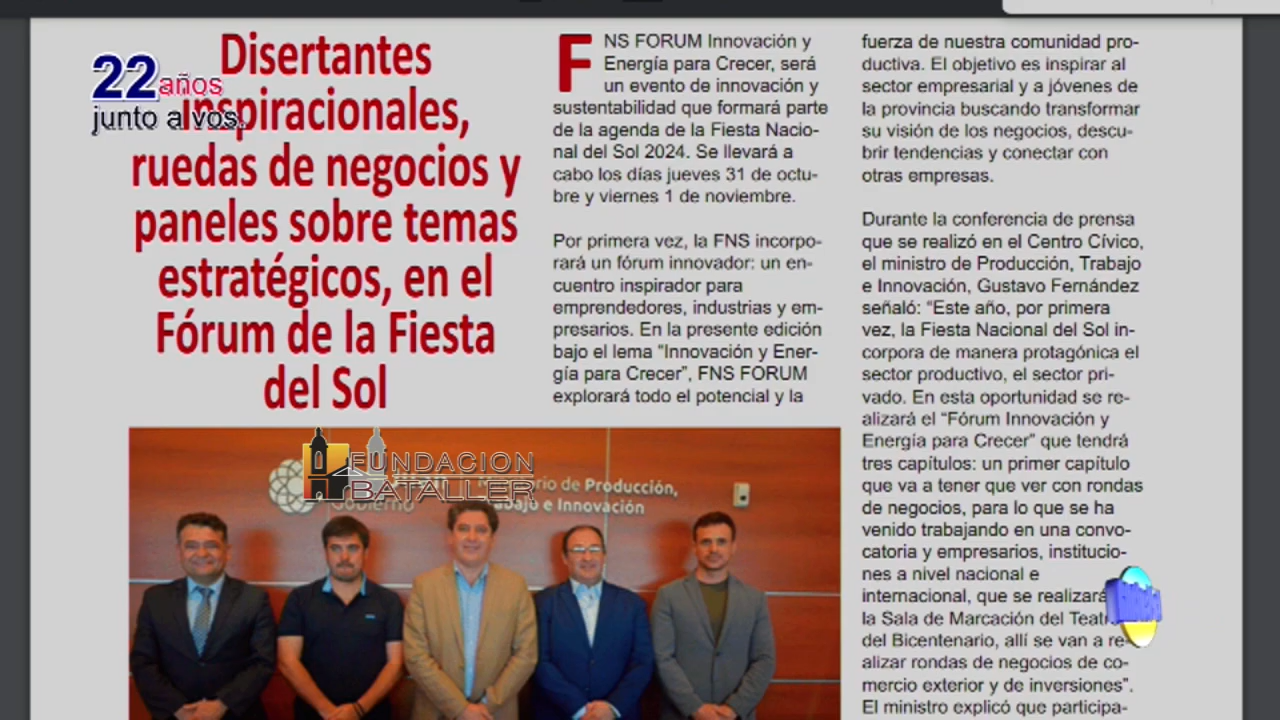 22 años
junto a vos.
Disertantes
inspiracionales,
ruedas de negocios y
paneles sobre temas
estratégicos, en el
Fórum de la Fiesta
del Sol
FNS FORUM Innovación y
Energía para Crecer, será
un evento de innovación y
sustentabilidad que formará parte
de la agenda de la Fiesta Nacio-
nal del Sol 2024. Se llevará a
cabo los días jueves 31 de octu-
bre y viernes 1 de noviembre.
Por primera vez, la FNS incorpo-
rará un fórum innovador: un en-
cuentro inspirador para
emprendedores, industrias y em-
presarios. En la presente edición
bajo el lema “Innovación y Ener-
gía para Crecer”, FNS FORUM
explorará todo el potencial y la
fuerza de nuestra comunidad pro-
ductiva. El objetivo es inspirar al
sector empresarial y a jóvenes de
la provincia buscando transformar
su visión de los negocios, descu-
brir tendencias y conectar con
otras empresas.
Durante la conferencia de prensa
que se realizó en el Centro Cívico,
el ministro de Producción, Trabajo
e Innovación, Gustavo Fernández
señaló: “Este año, por primera
vez, la Fiesta Nacional del Sol in-
corpora de manera protagónica el
sector productivo, el sector pri-
vado. En esta oportunidad se re-
alizará el “Fórum Innovación y
Energía para Crecer” que tendrá
tres capítulos: un primer capítulo
que va a tener que ver con rondas
de negocios, para lo que se ha
venido trabajando en una convo-
catoria y empresarios, institucio-
nes a nivel nacional e
internacional, que se realizará
la Sala de Marcación del Teatro
del Bicentenario, allí se van a re-
alizar rondas de negocios de co-
mercio exterior y de inversiones”.
El ministro explicó que participa-
FUNDACION
BATALLER
de Producción,
Gobierno
Trabajo e Innovación